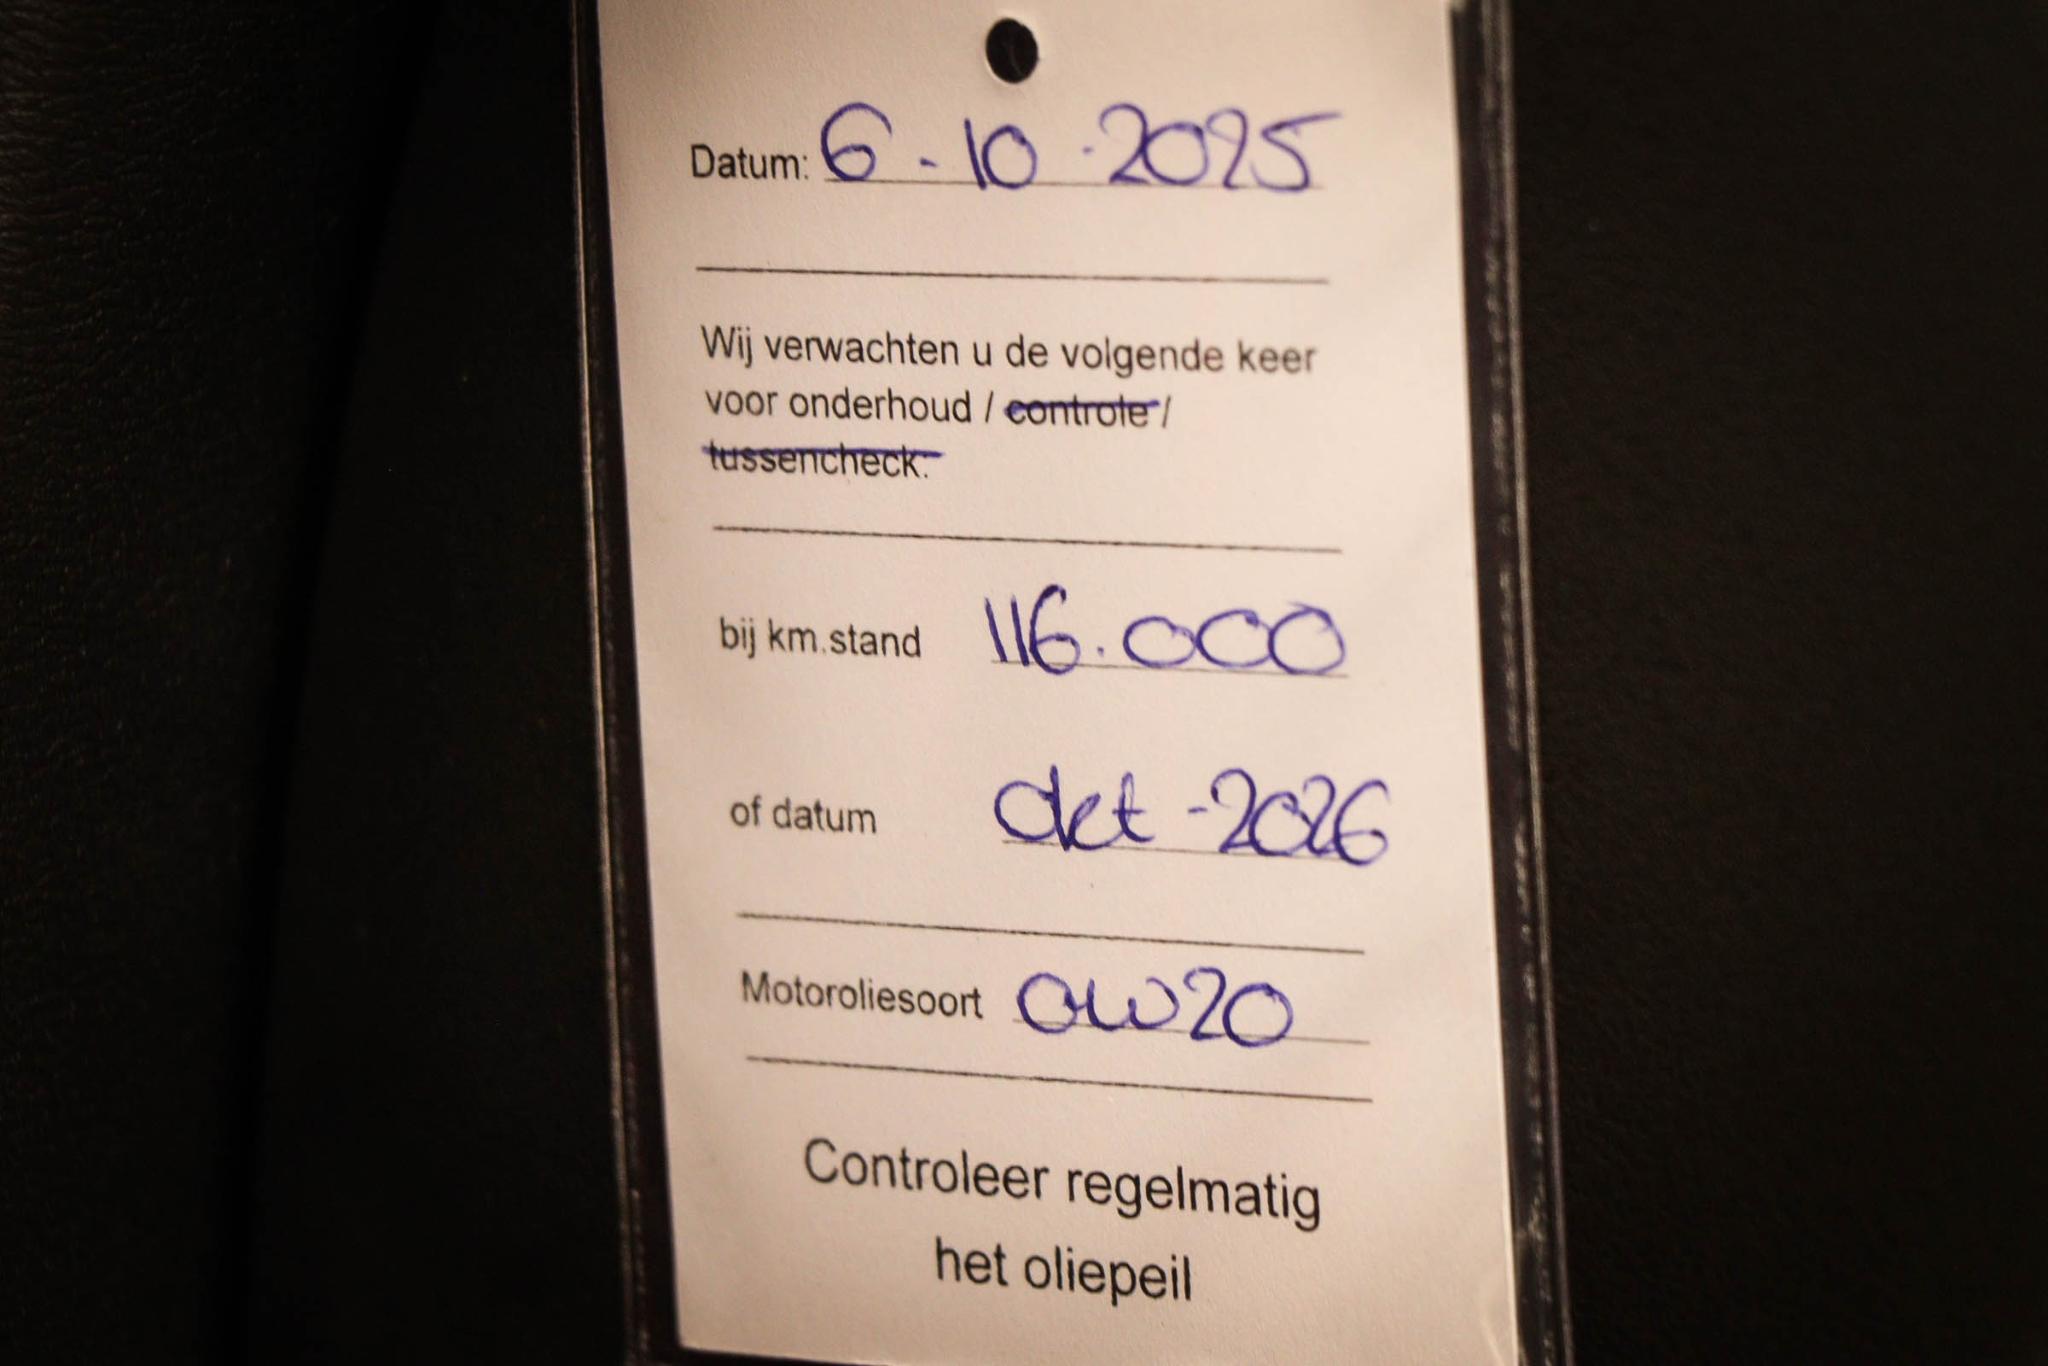 Datum: 6-10-2025
Wij verwachten u de volgende keer
voor onderhoud / controle /
tussencheck.
bij km.stand 116.000
of datum okt-2026
Motoroliesoort 0W20
Controleer regelmatig
het oliepeil